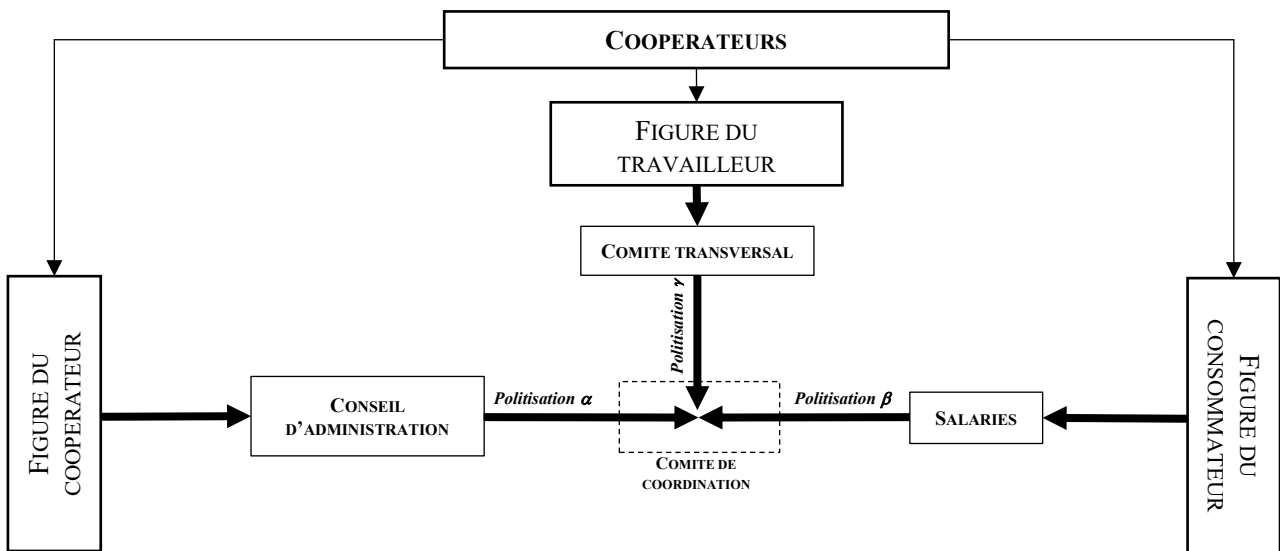 COOPERATEURS
FIGURE DU
TRAVAILLEUR
COMITE TRANSVERSAL
Politisation γ
FIGURE DU
COOPERATEUR
CONSEIL
D'ADMINISTRATION
Politisation α
Politisation β
SALARIES
FIGURE DU
CONSOMMATEUR
COMITE DE
COORDINATION